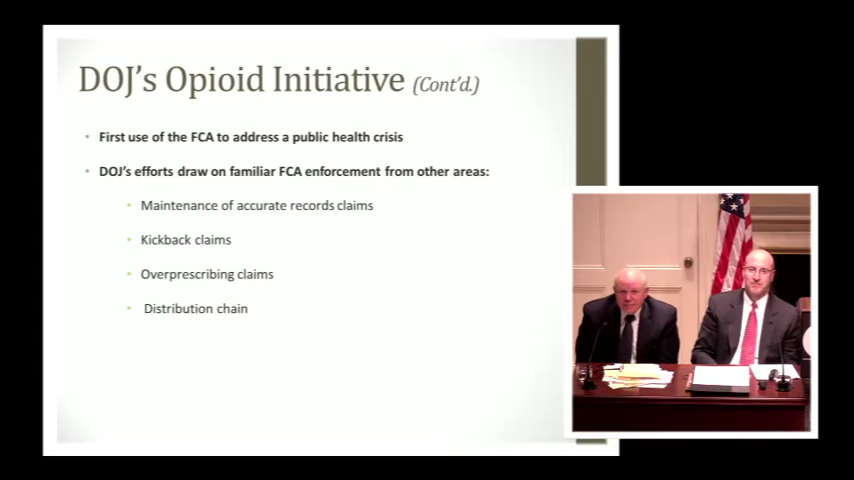 DOJ's Opioid Initiative (Cont'd.)
First use of the FCA to address a public health crisis
DOJ's efforts draw on familiar FCA enforcement from other areas:
Maintenance of accurate records claims
Kickback claims
Overprescribing claims
Distribution chain